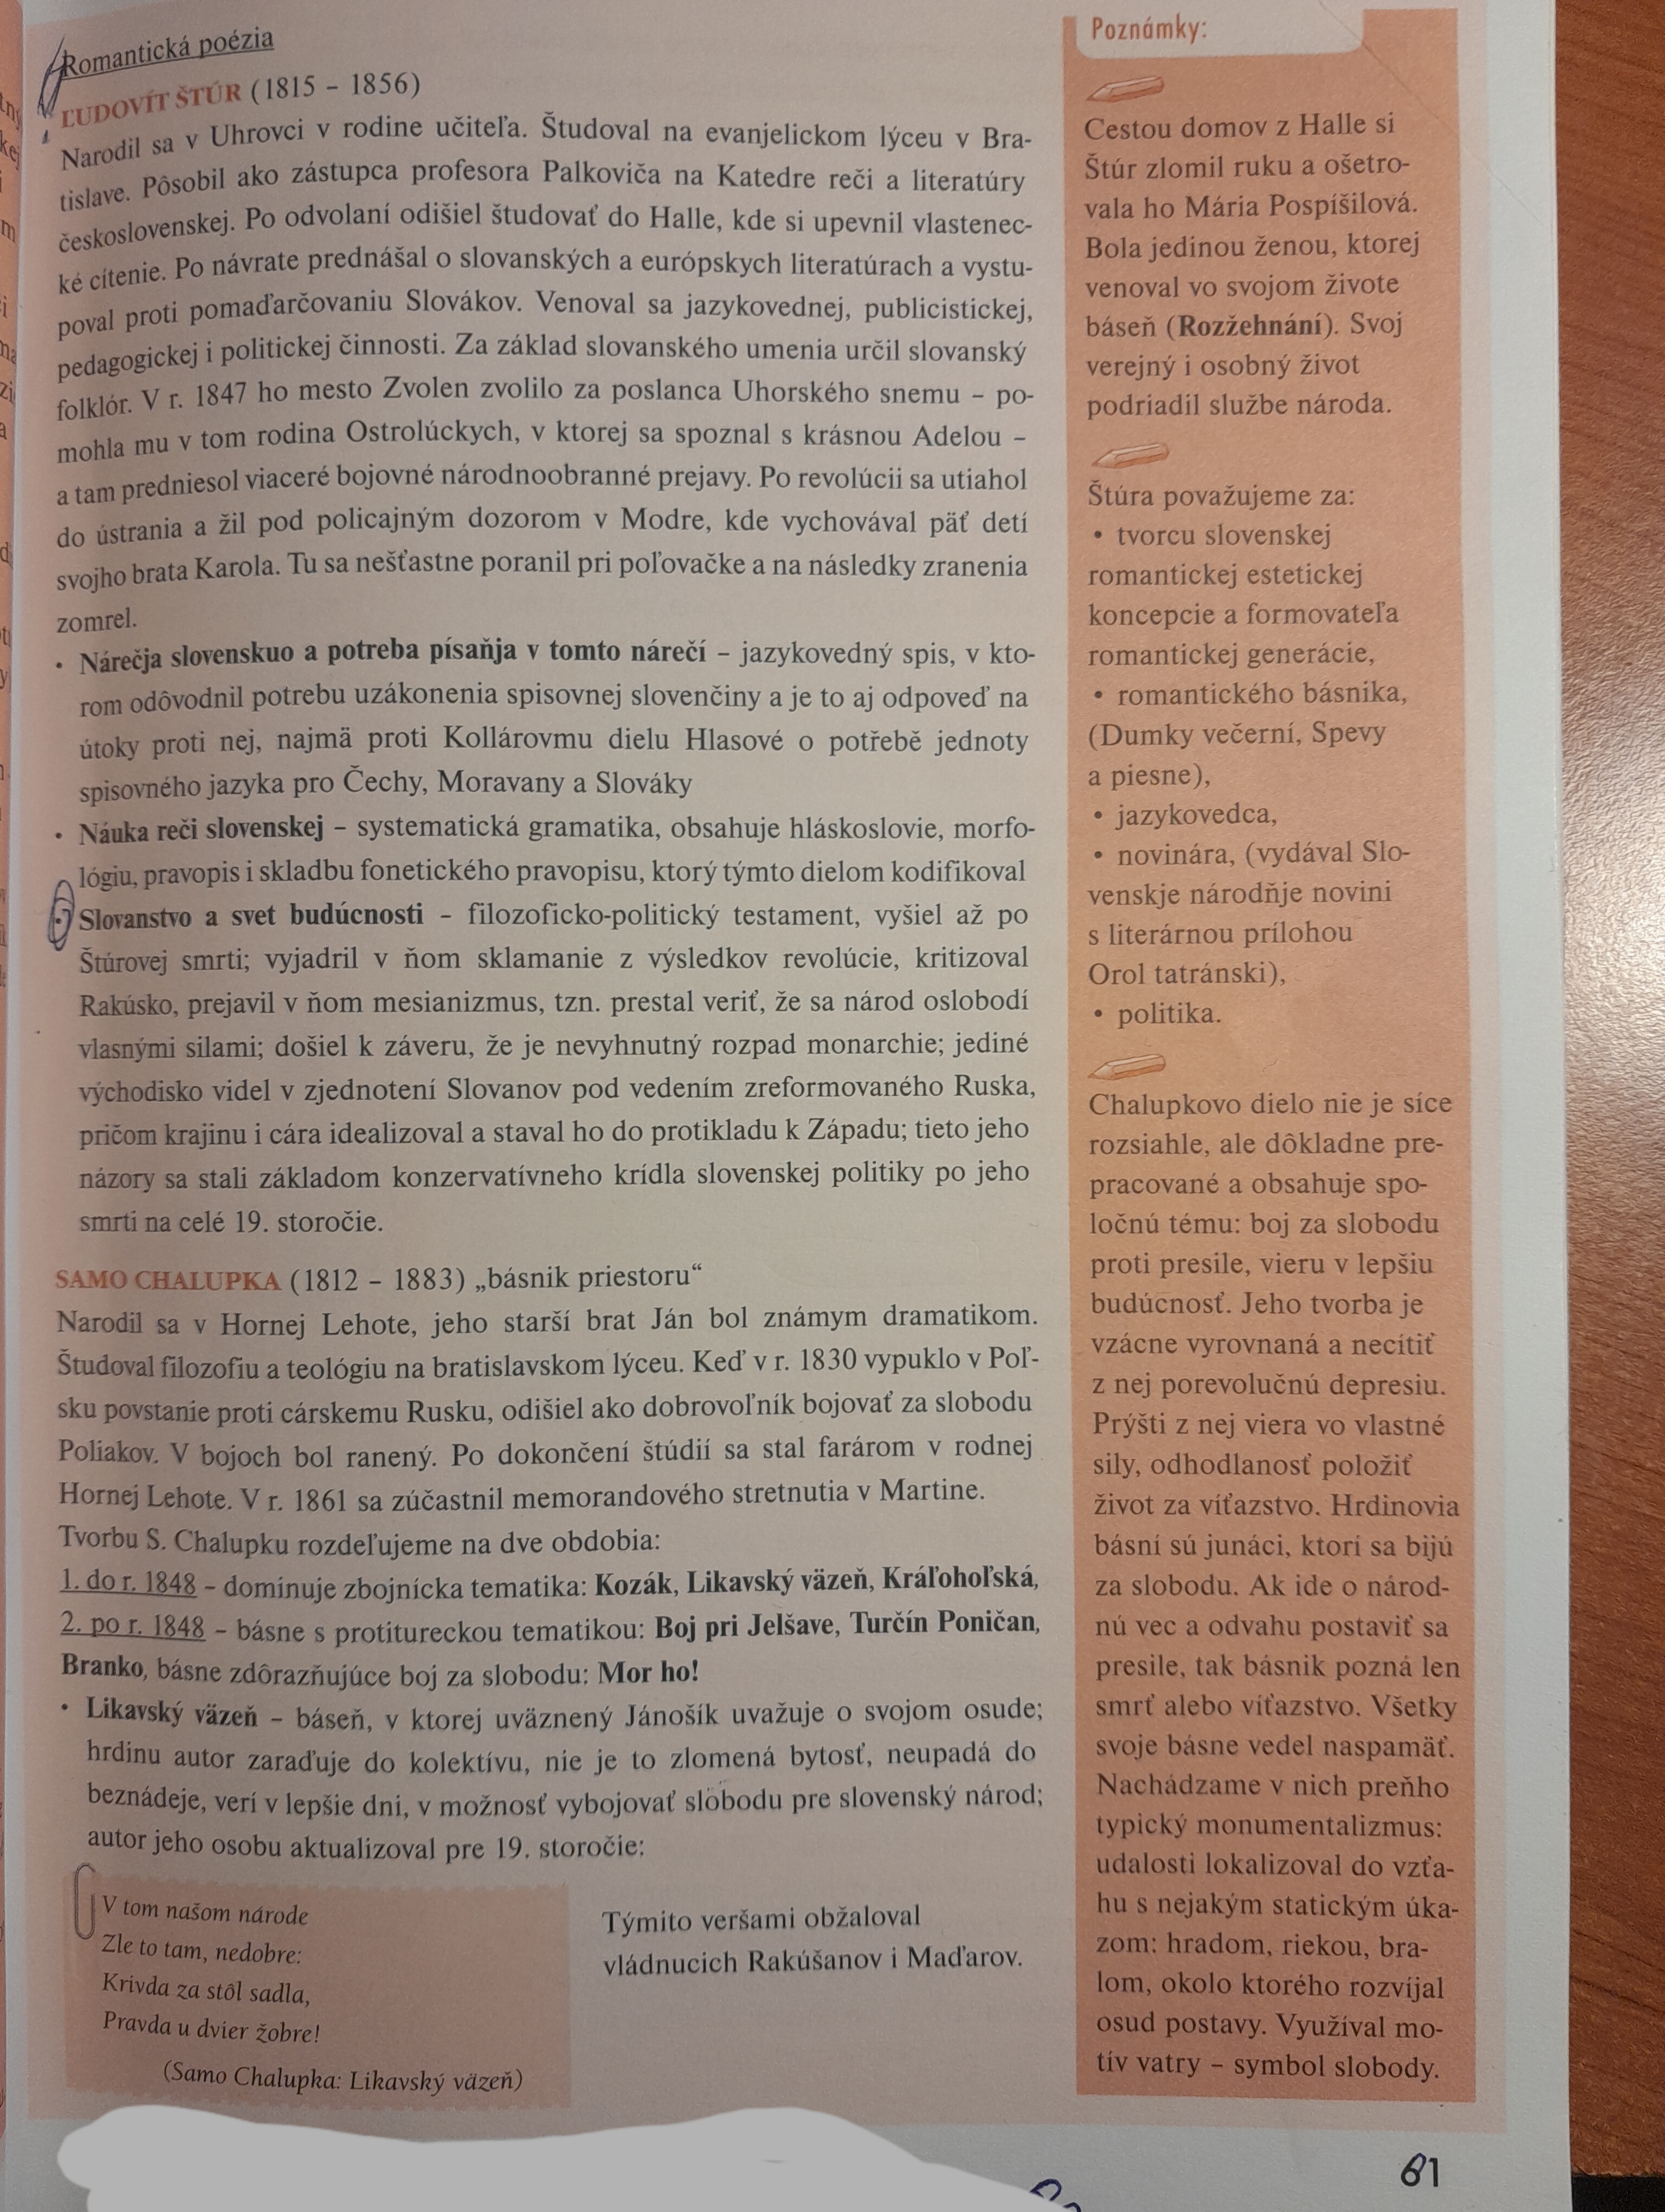 Romantická poézia
ĽUDOVÍT ŠTÚR (1815 – 1856)
Narodil sa v Uhrovci v rodine učiteľa. Študoval na evanjelickom lýceu v Bra-
tislave. Pôsobil ako zástupca profesora Palkoviča na Katedre reči a literatúry
československej. Po odvolaní odišiel študovať do Halle, kde si upevnil vlastenec-
ké cítenie. Po návrate prednášal o slovanských a európskych literatúrach a vystu-
poval proti pomaďarčovaniu Slovákov. Venoval sa jazykovednej, publicistickej,
pedagogickej i politickej činnosti. Za základ slovanského umenia určil slovanský
folklór. V r. 1847 ho mesto Zvolen zvolilo za poslanca Uhorského snemu – po-
mohla mu v tom rodina Ostrolúckych, v ktorej sa spoznal s krásnou Adelou –
a tam predniesol viaceré bojovné národnoobranné prejavy. Po revolúcii sa utiahol
do ústrania a žil pod policajným dozorom v Modre, kde vychovával päť detí
svojho brata Karola. Tu sa nešťastne poranil pri poľovačke a na následky zranenia
zomrel.
• Nárečja slovenskuo a potreba písaňja v tomto nárečí – jazykovedný spis, v kto-
rom odôvodnil potrebu uzákonenia spisovnej slovenčiny a je to aj odpoveď na
útoky proti nej, najmä proti Kollárovmu dielu Hlasové o potřebě jednoty
spisovného jazyka pro Čechy, Moravany a Slováky
• Náuka reči slovenskej – systematická gramatika, obsahuje hláskoslovie, morfo-
lógiu, pravopis i skladbu fonetického pravopisu, ktorý týmto dielom kodifikoval
• Slovanstvo a svet budúcnosti – filozoficko-politický testament, vyšiel až po
Štúrovej smrti; vyjadril v ňom sklamanie z výsledkov revolúcie, kritizoval
Rakúsko, prejavil v ňom mesianizmus, tzn. prestal veriť, že sa národ oslobodí
vlasnými silami; došiel k záveru, že je nevyhnutný rozpad monarchie; jediné
východisko videl v zjednotení Slovanov pod vedením zreformovaného Ruska,
pričom krajinu i cára idealizoval a staval ho do protikladu k Západu; tieto jeho
názory sa stali základom konzervatívneho krídla slovenskej politiky po jeho
smrti na celé 19. storočie.
SAMO CHALUPKA (1812 – 1883) „básnik priestoru“
Narodil sa v Hornej Lehote, jeho starší brat Ján bol známym dramatikom.
Študoval filozofiu a teológiu na bratislavskom lýceu. Keď v r. 1830 vypuklo v Poľ-
sku povstanie proti cárskemu Rusku, odišiel ako dobrovoľník bojovať za slobodu
Poliakov. V bojoch bol ranený. Po dokončení štúdií sa stal farárom v rodnej
Hornej Lehote. V r. 1861 sa zúčastnil memorandového stretnutia v Martine.
Tvorbu S. Chalupku rozdeľujeme na dve obdobia:
1. do r. 1848 – dominuje zbojnícka tematika: Kozák, Likavský väzeň, Kráľohoľská,
2. po r. 1848 – básne s protitureckou tematikou: Boj pri Jelšave, Turčín Poničan,
Branko, básne zdôrazňujúce boj za slobodu: Mor ho!
• Likavský väzeň – báseň, v ktorej uväznený Jánošík uvažuje o svojom osude;
hrdinu autor zaraďuje do kolektívu, nie je to zlomená bytosť, neupadá do
beznádeje, verí v lepšie dni, v možnosť vybojovať slobodu pre slovenský národ;
autor jeho osobu aktualizoval pre 19. storočie:
V tom našom národe
Zle to tam, nedobre:
Krivda za stôl sadla,
Pravda u dvier žobre!
(Samo Chalupka: Likavský väzeň)
Týmito veršami obžaloval
vládnucich Rakúšanov i Maďarov.
Poznámky:
Cestou domov z Halle si
Štúr zlomil ruku a ošetro-
vala ho Mária Pospíšilová.
Bola jedinou ženou, ktorej
venoval vo svojom živote
báseň (Rozžehnání). Svoj
verejný i osobný život
podriadil službe národa.
Štúra považujeme za:
• tvorcu slovenskej
romantickej estetickej
koncepcie a formovateľa
romantickej generácie,
• romantického básnika,
(Dumky večerní, Spevy
a piesne),
• jazykovedca,
• novinára, (vydával Slo-
venskje národňje novini
s literárnou prílohou
Orol tatránski),
• politika.
Chalupkovo dielo nie je síce
rozsiahle, ale dôkladne pre-
pracované a obsahuje spo-
ločnú tému: boj za slobodu
proti presile, vieru v lepšiu
budúcnosť. Jeho tvorba je
vzácne vyrovnaná a necítiť
z nej porevolučnú depresiu.
Prýšti z nej viera vo vlastné
sily, odhodlanosť položiť
život za víťazstvo. Hrdinovia
básní sú junáci, ktorí sa bijú
za slobodu. Ak ide o národ-
nú vec a odvahu postaviť sa
presile, tak básnik pozná len
smrť alebo víťazstvo. Všetky
svoje básne vedel naspamäť.
Nachádzame v nich preňho
typický monumentalizmus:
udalosti lokalizoval do vzťa-
hu s nejakým statickým úka-
zom: hradom, riekou, bra-
lom, okolo ktorého rozvíjal
osud postavy. Využíval mo-
tív vatry – symbol slobody.
61